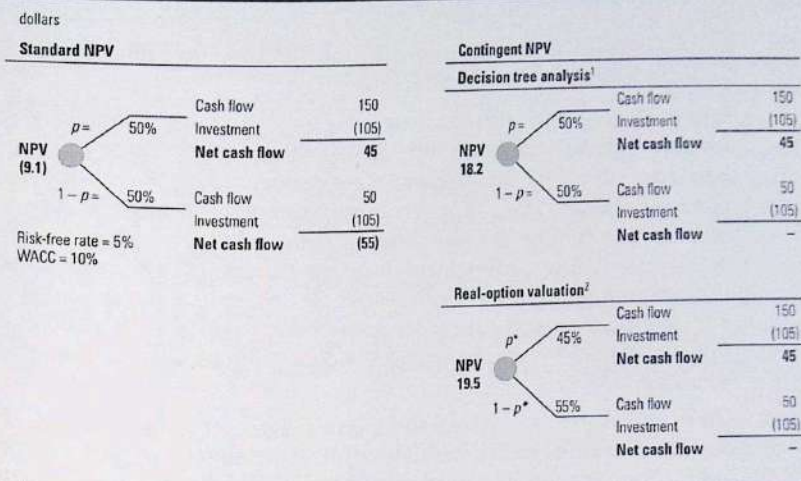 dollars
Standard NPV
Cash flow 150
p = 50% Investment (105)
NPV Net cash flow 45
(9.1)
1 – p = 50% Cash flow 50
Investment (105)
Risk-free rate = 5% Net cash flow (55)
WACC = 10%
Contingent NPV
Decision tree analysis¹
Cash flow 150
p = 50% Investment (105)
NPV Net cash flow 45
18.2
1 – p = 50% Cash flow 50
Investment (105)
Net cash flow –
Real-option valuation²
Cash flow 150
p* 45% Investment (105)
NPV Net cash flow 45
19.5
1 – p* 55% Cash flow 50
Investment (105)
Net cash flow –